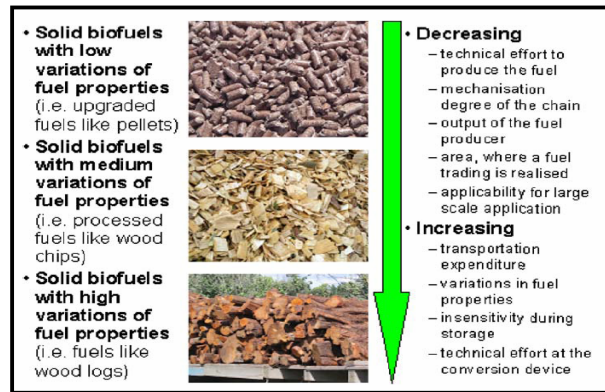 • Solid biofuels
with low
variations of
fuel properties
(i.e. upgraded
fuels like pellets)
• Solid biofuels
with medium
variations of
fuel properties
(i.e. processed
fuels like wood
chips)
• Solid biofuels
with high
variations of
fuel properties
(i.e. fuels like
wood logs)
• Decreasing
– technical effort to
produce the fuel
– mechanisation
degree of the chain
– output of the fuel
producer
– area, where a fuel
trading is realised
– applicability for large
scale application
• Increasing
– transportation
expenditure
– variations in fuel
properties
– insensitivity during
storage
– technical effort at the
conversion device